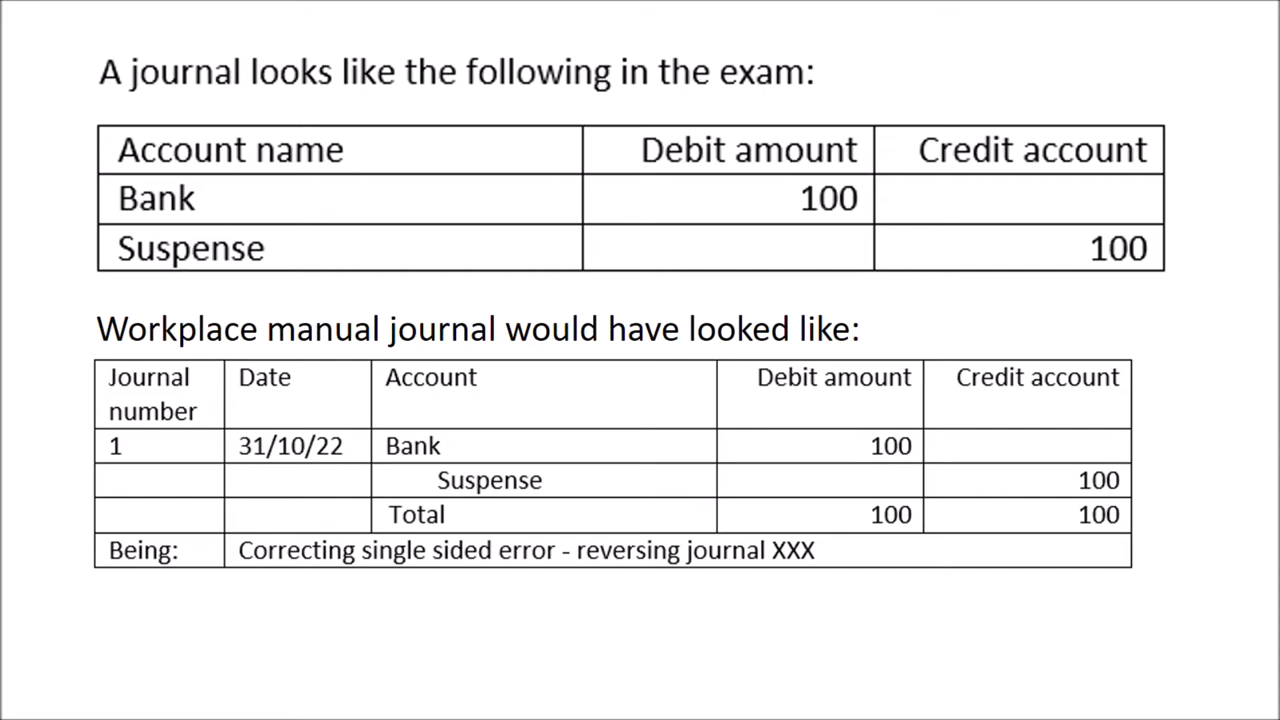 A journal looks like the following in the exam:
Account name Debit amount Credit account
Bank 100
Suspense 100
Workplace manual journal would have looked like:
Journal number Date Account Debit amount Credit account
1 31/10/22 Bank 100
Suspense 100
Total 100 100
Being: Correcting single sided error - reversing journal XXX